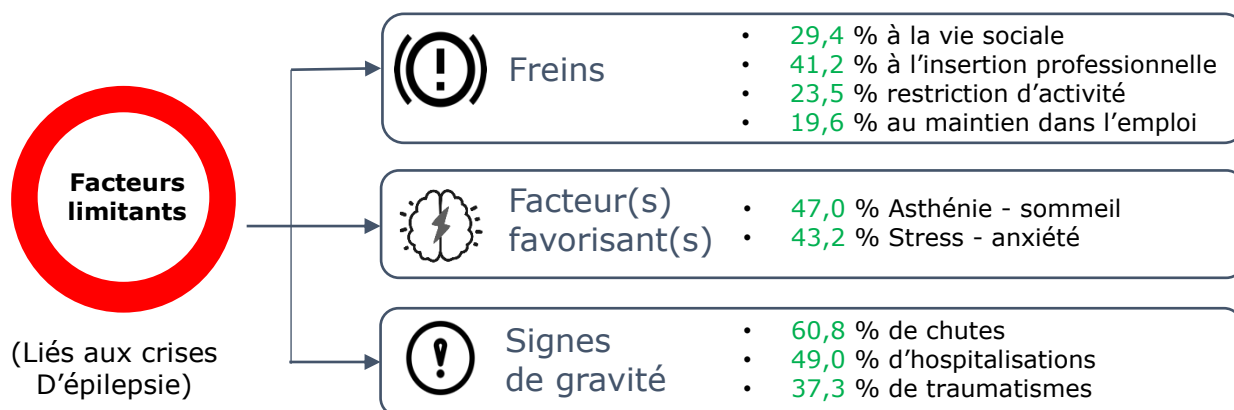 Facteurs
limitants
(Liés aux crises
D’épilepsie)
Freins
• 29,4 % à la vie sociale
• 41,2 % à l’insertion professionnelle
• 23,5 % restriction d’activité
• 19,6 % au maintien dans l’emploi
Facteur(s)
favorisant(s)
• 47,0 % Asthénie - sommeil
• 43,2 % Stress - anxiété
Signes
de gravité
• 60,8 % de chutes
• 49,0 % d’hospitalisations
• 37,3 % de traumatismes